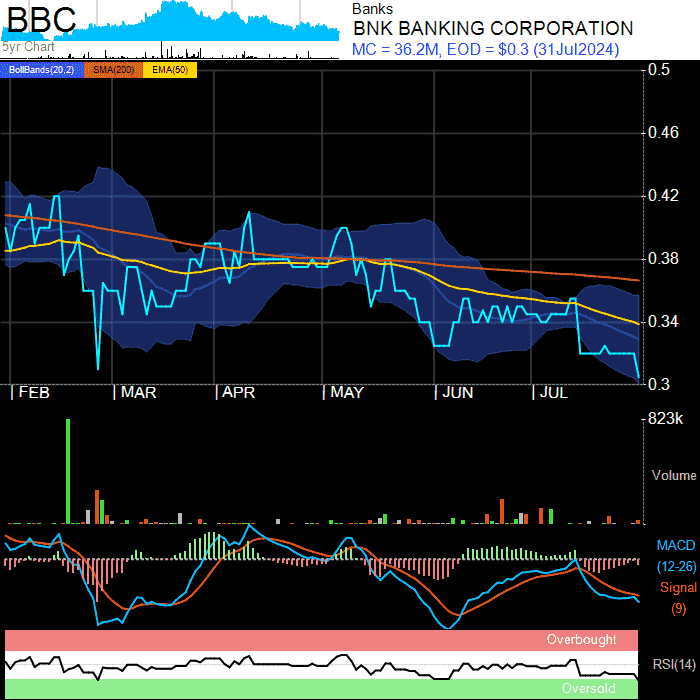 BBC
Banks
BNK BANKING CORPORATION
MC = 36.2M, EOD = $0.3 (31Jul2024)
5yr Chart
BollBands(20,2) SMA(200) EMA(50)
0.5
0.46
0.42
0.38
0.34
0.3
| FEB | MAR | APR | MAY | JUN | JUL
823k
Volume
MACD
(12-26)
Signal
(9)
Overbought
RSI(14)
Oversold